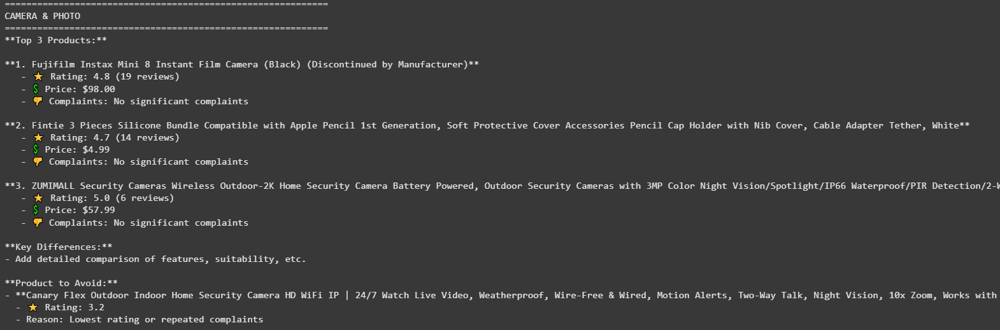 ============================================================
CAMERA & PHOTO
============================================================
**Top 3 Products:**
**1. Fujifilm Instax Mini 8 Instant Film Camera (Black) (Discontinued by Manufacturer)**
- ⭐ Rating: 4.8 (19 reviews)
- 💲 Price: $98.00
- 👎 Complaints: No significant complaints
**2. Fintie 3 Pieces Silicone Bundle Compatible with Apple Pencil 1st Generation, Soft Protective Cover Accessories Pencil Cap Holder with Nib Cover, Cable Adapter Tether, White**
- ⭐ Rating: 4.7 (14 reviews)
- 💲 Price: $4.99
- 👎 Complaints: No significant complaints
**3. ZUMIMALL Security Cameras Wireless Outdoor-2K Home Security Camera Battery Powered, Outdoor Security Cameras with 3MP Color Night Vision/Spotlight/IP66 Waterproof/PIR Detection/2-
- ⭐ Rating: 5.0 (6 reviews)
- 💲 Price: $57.99
- 👎 Complaints: No significant complaints
**Key Differences:**
- Add detailed comparison of features, suitability, etc.
**Product to Avoid:**
- **Canary Flex Outdoor Indoor Home Security Camera HD WiFi IP | 24/7 Watch Live Video, Weatherproof, Wire-Free & Wired, Motion Alerts, Two-Way Talk, Night Vision, 10x Zoom, Works with
- ⭐ Rating: 3.2
- Reason: Lowest rating or repeated complaints